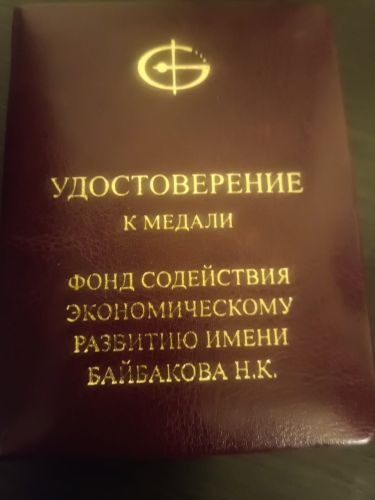 УДОСТОВЕРЕНИЕ
К МЕДАЛИ
ФОНД СОДЕЙСТВИЯ
ЭКОНОМИЧЕСКОМУ
РАЗВИТИЮ ИМЕНИ
БАЙБАКОВА Н.К.